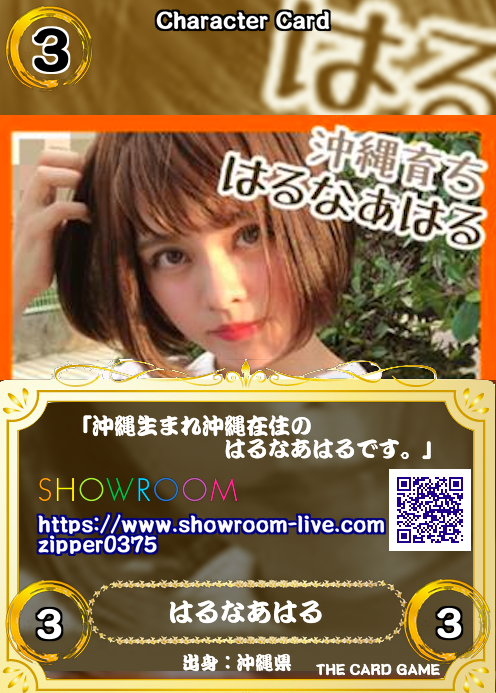 Character Card
3
はる
沖縄育ち
はるなあはる
「沖縄生まれ沖縄在住の
はるなあはるです。」
SHOWROOM
https://www.showroom-live.com
zipper0375
3
はるなあはる
3
出身：沖縄県
THE CARD GAME